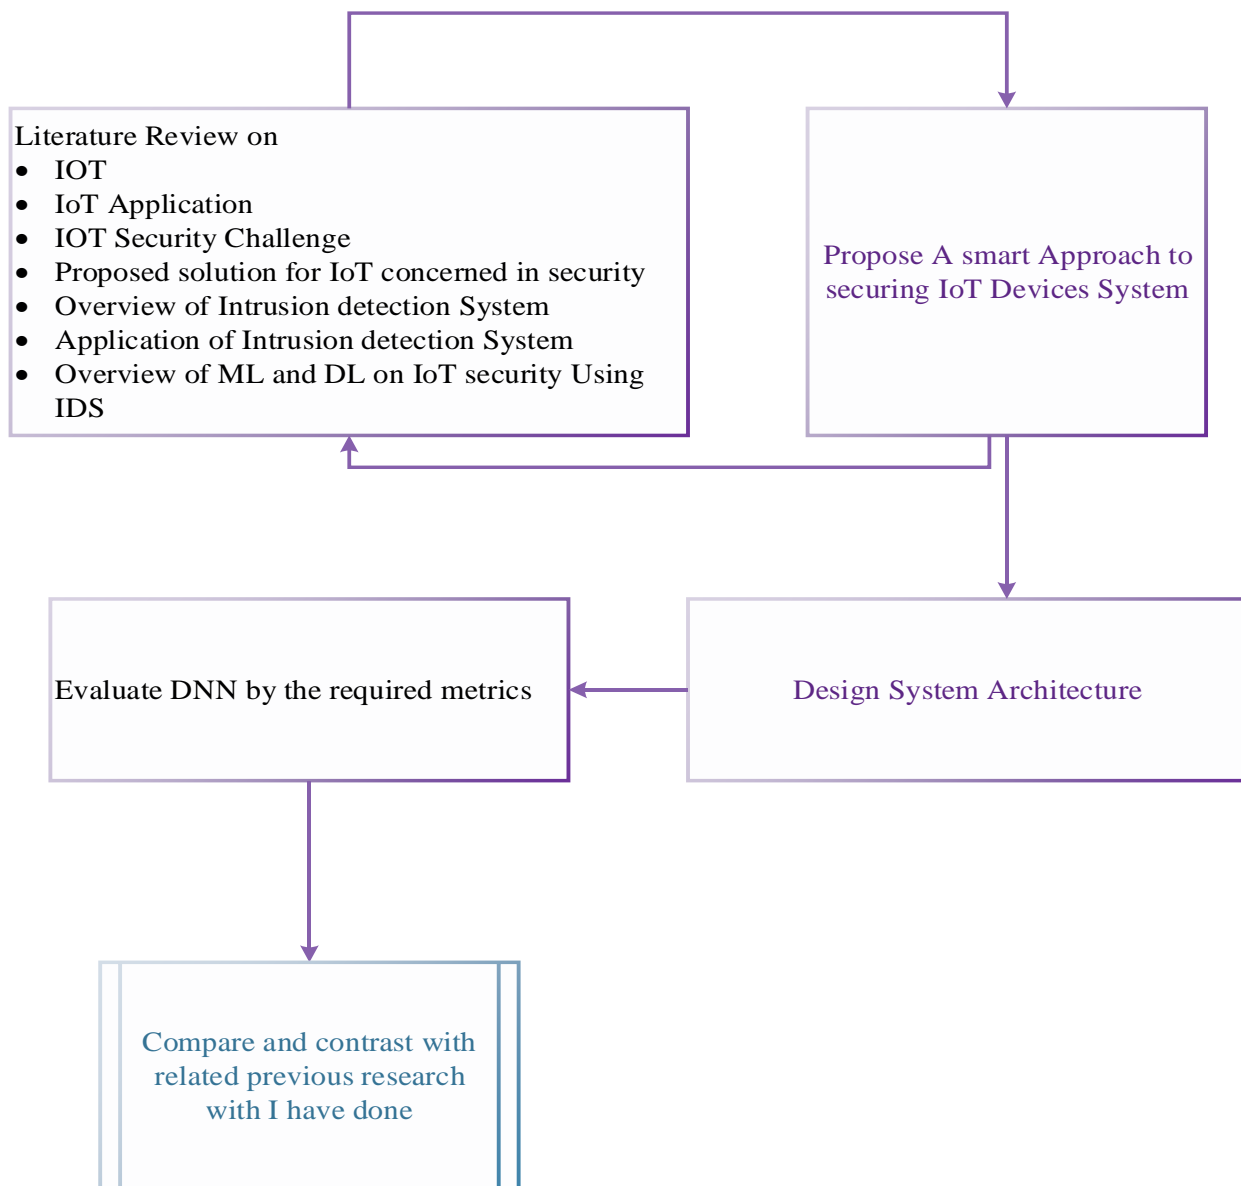 Literature Review on
• IOT
• IoT Application
• IOT Security Challenge
• Proposed solution for IoT concerned in security
• Overview of Intrusion detection System
• Application of Intrusion detection System
• Overview of ML and DL on IoT security Using
IDS
Propose A smart Approach to
securing IoT Devices System
Evaluate DNN by the required metrics
Design System Architecture
Compare and contrast with
related previous research
with I have done